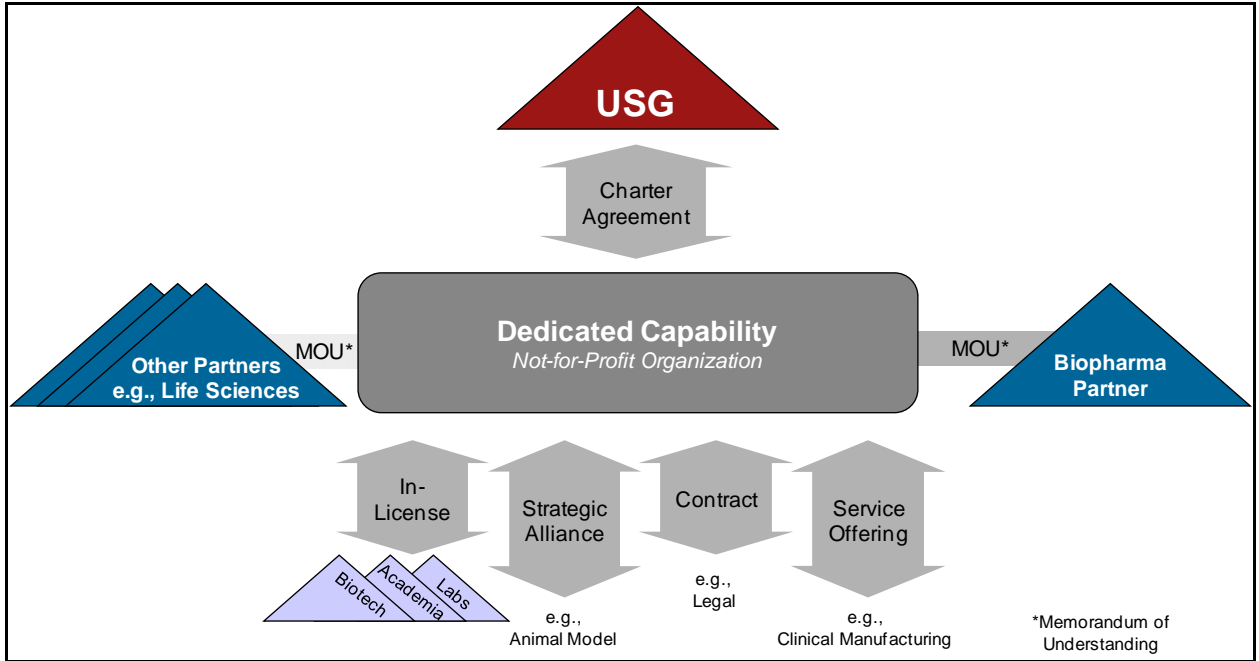 USG
Charter
Agreement
Dedicated Capability
Not-for-Profit Organization
MOU*
MOU*
Other Partners
e.g., Life Sciences
Biopharma
Partner
In-
License
Strategic
Alliance
Contract
Service
Offering
Biotech
Academia
Labs
e.g.,
Animal Model
e.g.,
Legal
e.g.,
Clinical Manufacturing
*Memorandum of
Understanding